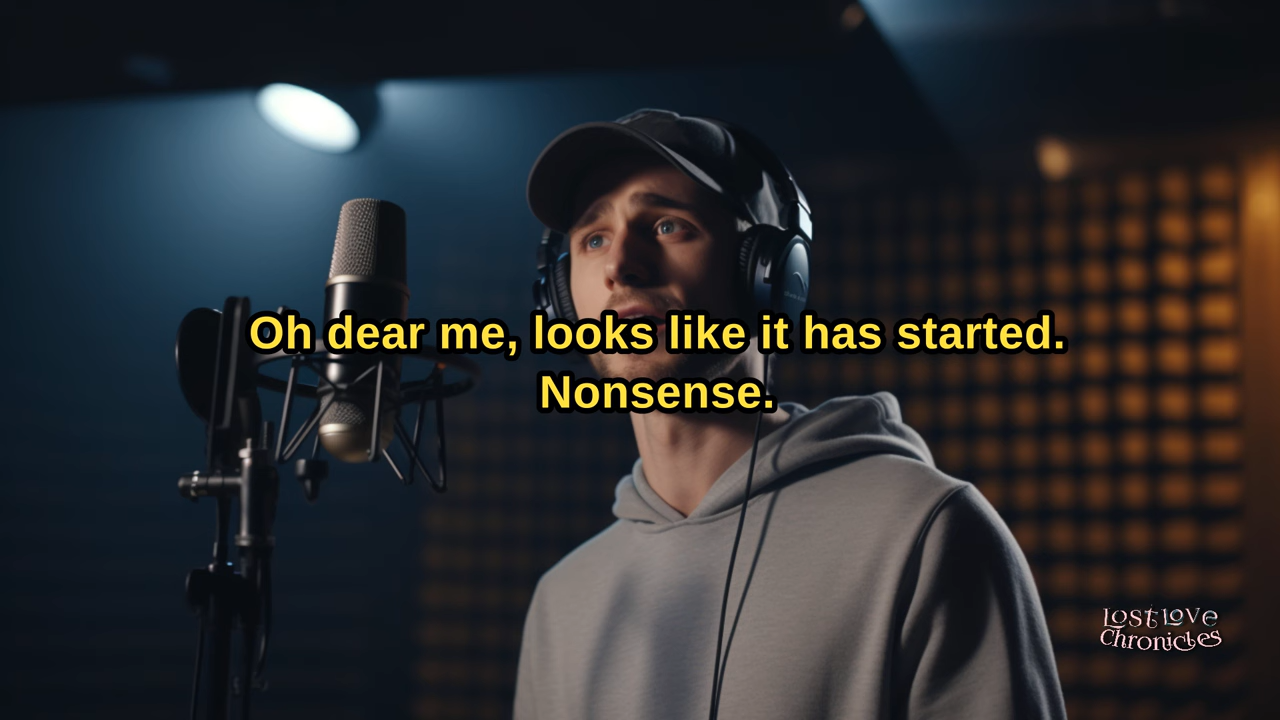 Oh dear me, looks like it has started.
Nonsense.
Lost Love
Chronicles